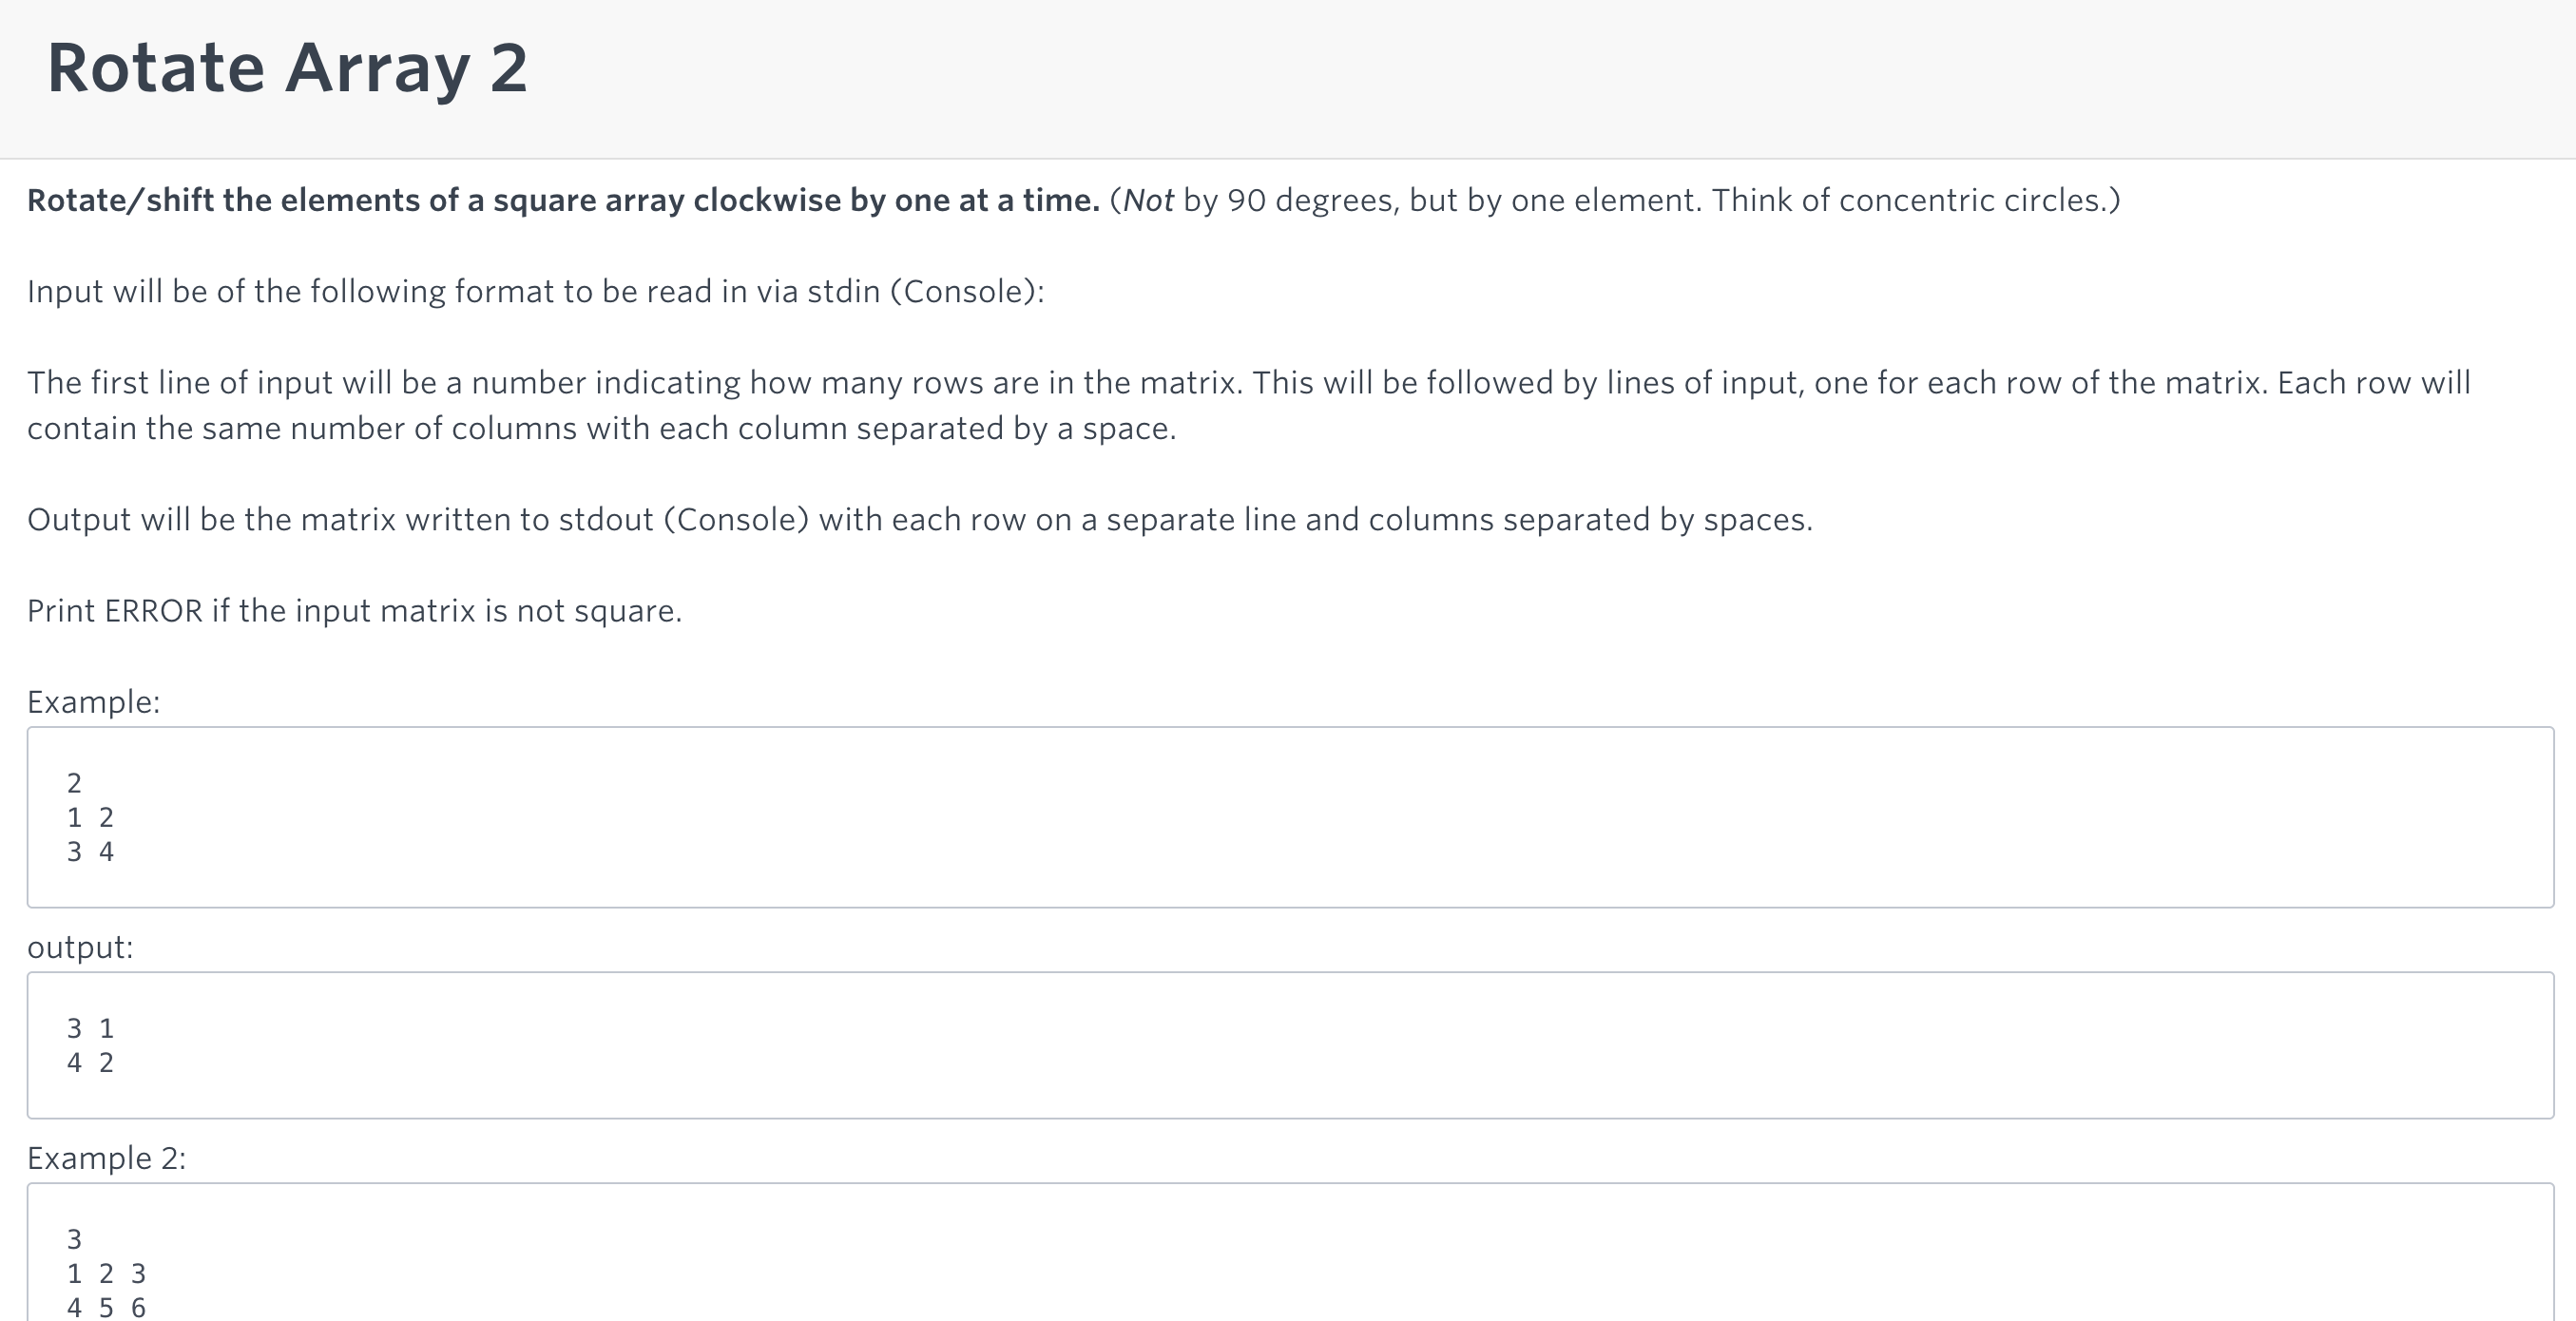 Rotate Array 2
Rotate/shift the elements of a square array clockwise by one at a time. (Not by 90 degrees, but by one element. Think of concentric circles.)
Input will be of the following format to be read in via stdin (Console):
The first line of input will be a number indicating how many rows are in the matrix. This will be followed by lines of input, one for each row of the matrix. Each row will
contain the same number of columns with each column separated by a space.
Output will be the matrix written to stdout (Console) with each row on a separate line and columns separated by spaces.
Print ERROR if the input matrix is not square.
Example:
2
1 2
3 4
output:
3 1
4 2
Example 2:
3
1 2 3
4 5 6